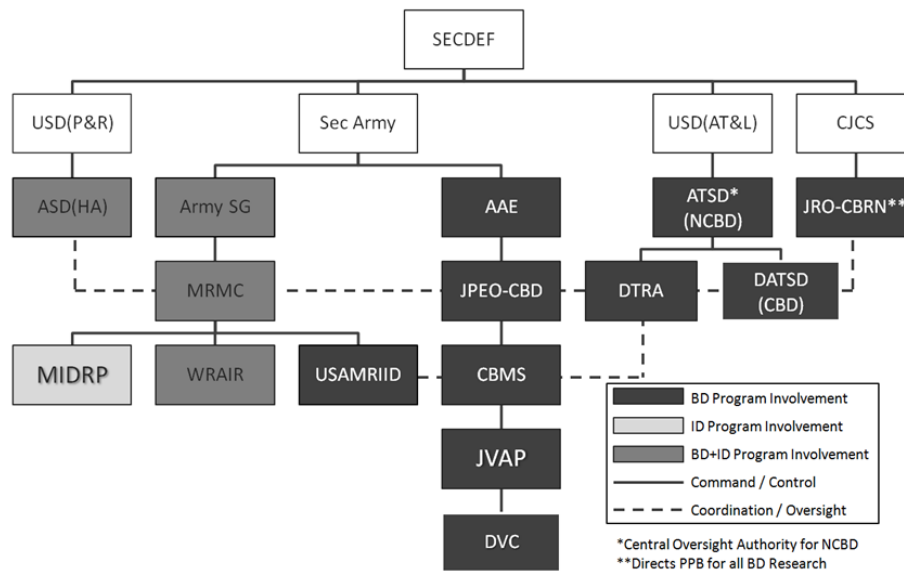 SECDEF
USD(P&R)
Sec Army
USD(AT&L)
CJCS
ASD(HA)
Army SG
AAE
ATSD*
(NCBD)
JRO-CBRN**
MRMC
JPEO-CBD
DTRA
DATSD
(CBD)
MIDRP
WRAIR
USAMRIID
CBMS
JVAP
DVC
BD Program Involvement
ID Program Involvement
BD+ID Program Involvement
Command / Control
Coordination / Oversight
*Central Oversight Authority for NCBD
**Directs PPB for all BD Research